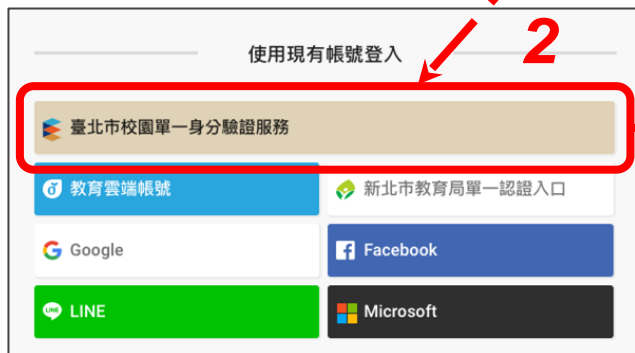 2
使用現有帳號登入
臺北市校園單一身分驗證服務
教育雲端帳號
新北市教育局單一認證入口
Google
Facebook
LINE
Microsoft